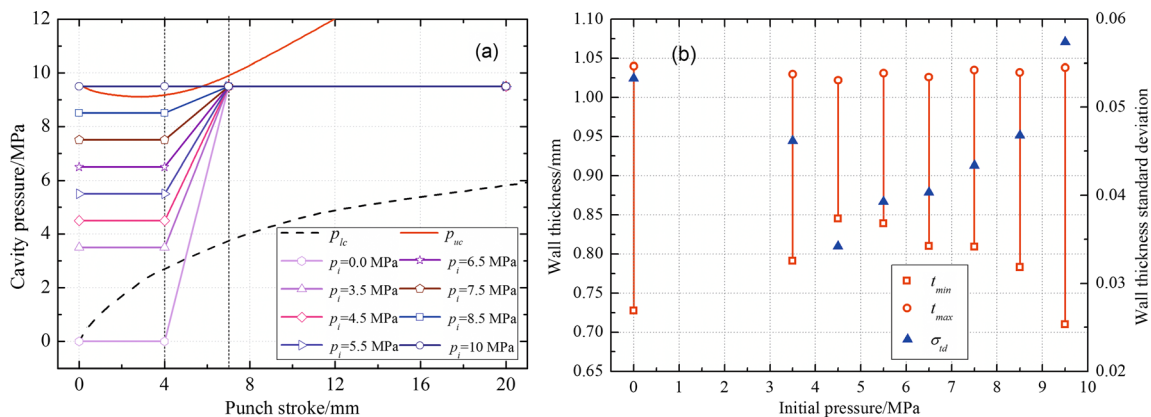 (a)
Cavity pressure/MPa
12
10
8
6
4
2
0
p_lc
p_uc
p_i=0.0 MPa
p_i=6.5 MPa
p_i=3.5 MPa
p_i=7.5 MPa
p_i=4.5 MPa
p_i=8.5 MPa
p_i=5.5 MPa
p_i=10 MPa
0 4 8 12 16 20
Punch stroke/mm
(b)
Wall thickness/mm
1.10
1.05
1.00
0.95
0.90
0.85
0.80
0.75
0.70
0.65
t_min
t_max
σ_td
0 1 2 3 4 5 6 7 8 9 10
Initial pressure/MPa
0.06
0.05
0.04
0.03
0.02
Wall thickness standard deviation